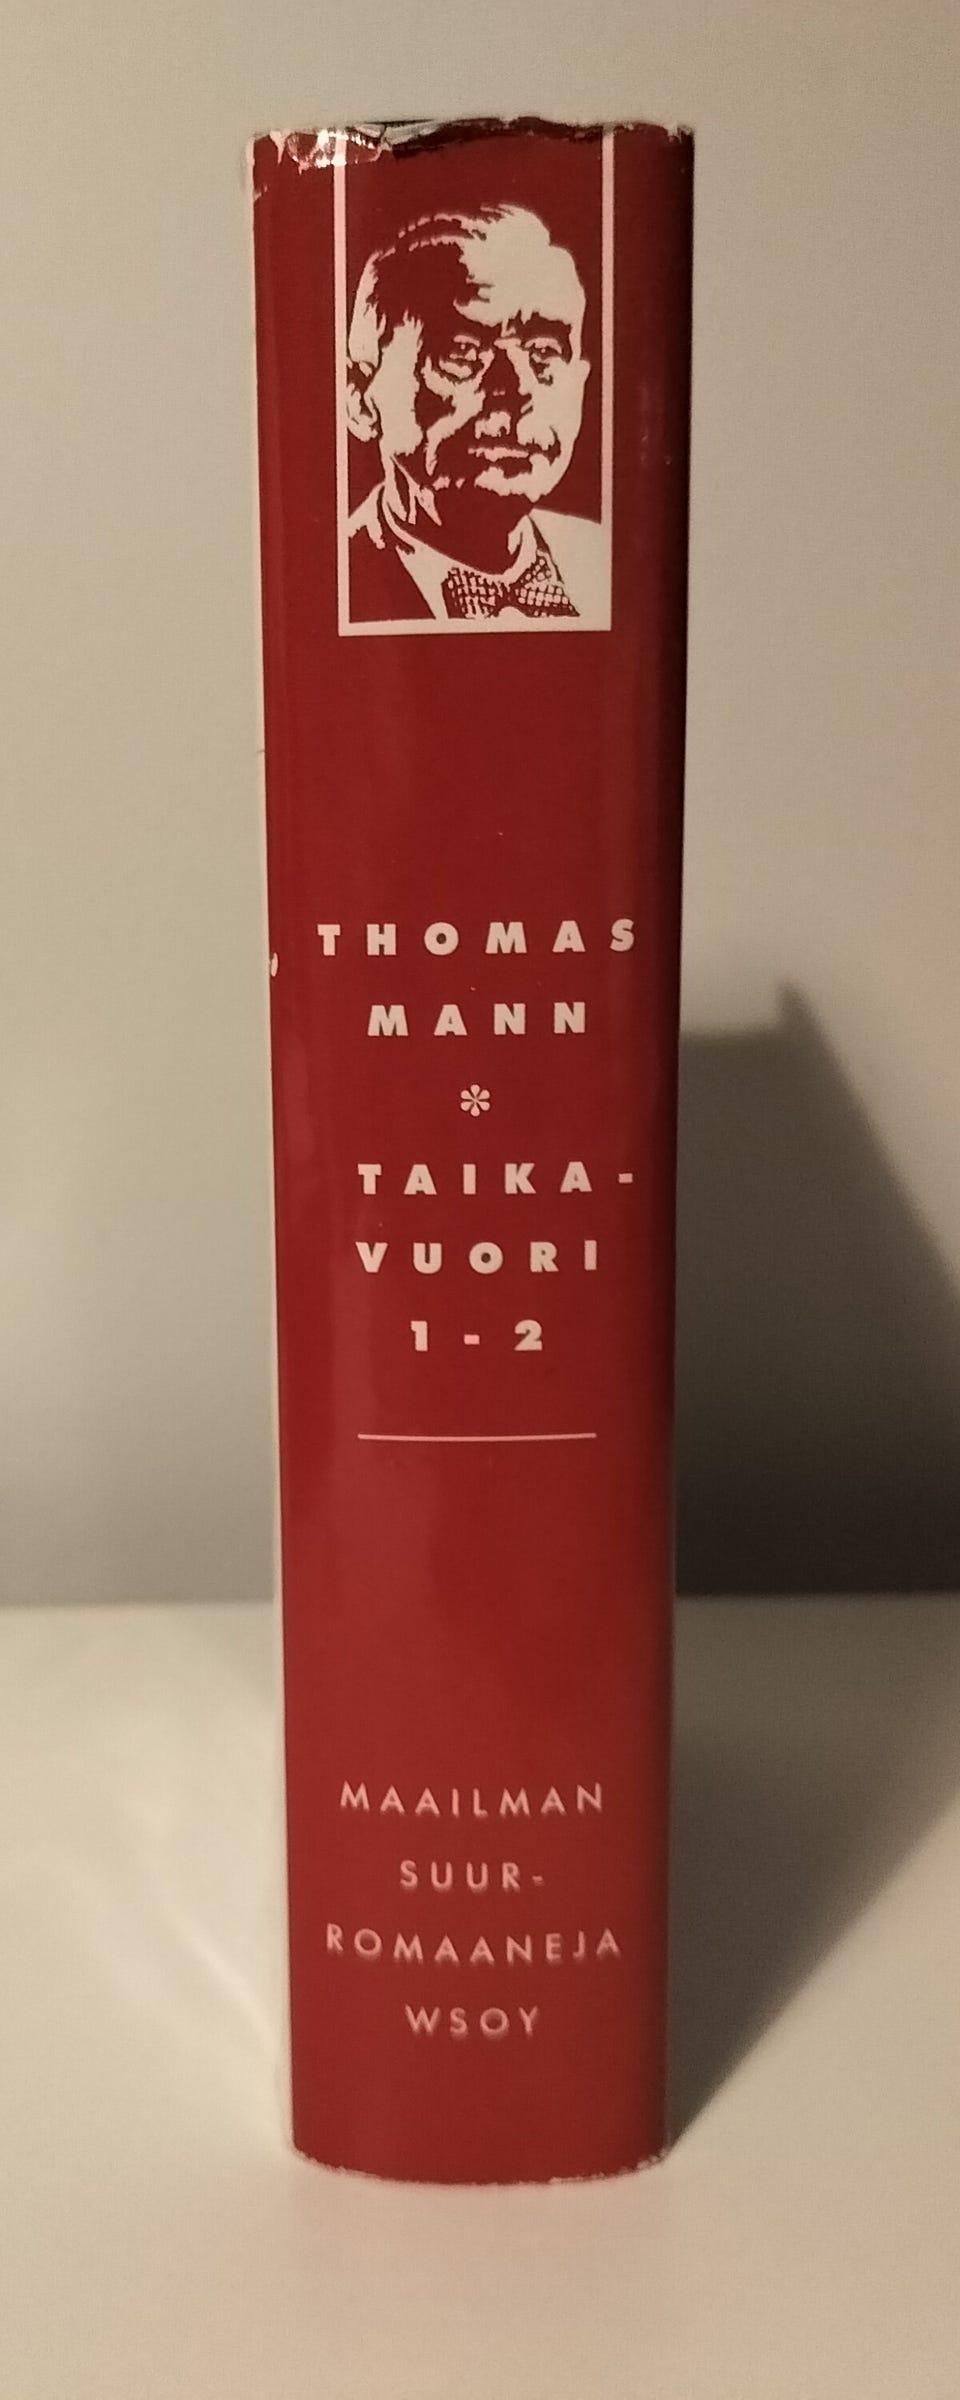 THOMAS
MANN
*
TAIKA-
VUORI
1-2
MAAILMAN
SUUR-
ROMAANEJA
WSOY